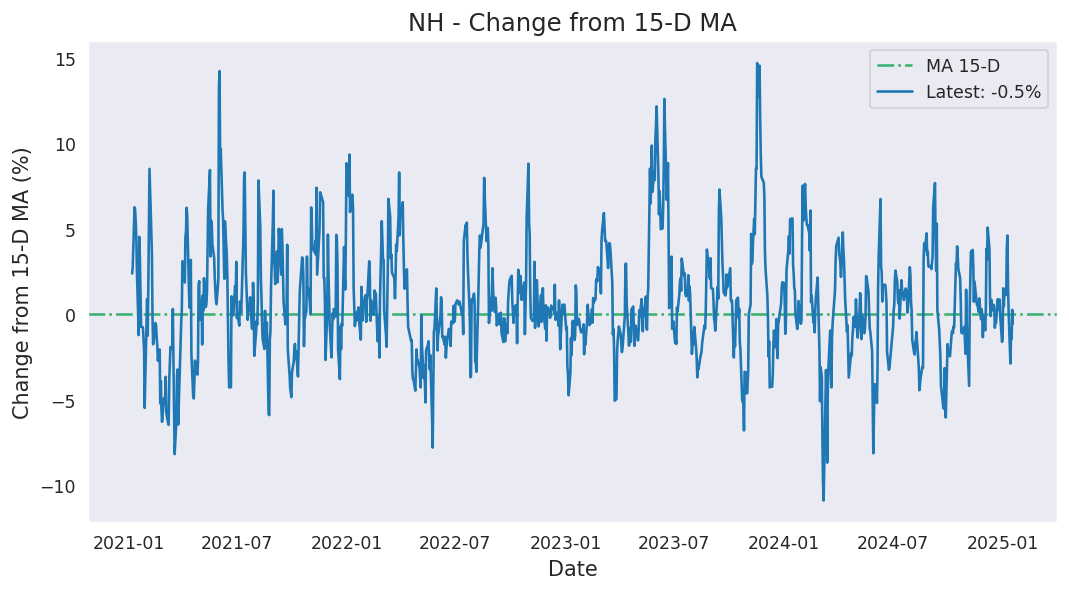 NH - Change from 15-D MA
MA 15-D
Latest: -0.5%
Change from 15-D MA (%)
15
10
5
0
−5
−10
2021-01 2021-07 2022-01 2022-07 2023-01 2023-07 2024-01 2024-07 2025-01
Date